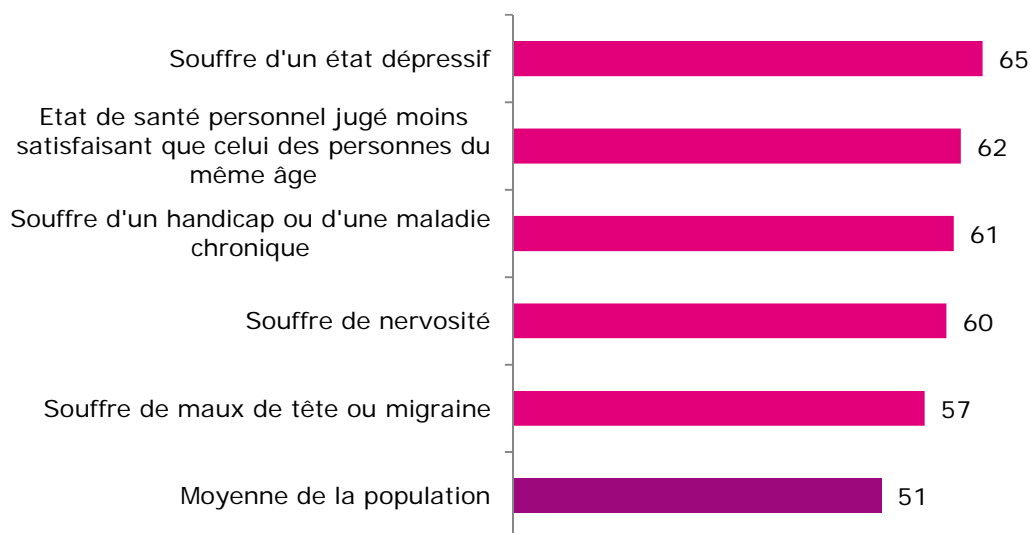 Souffre d'un état dépressif
65
Etat de santé personnel jugé moins
satisfaisant que celui des personnes du
même âge
62
Souffre d'un handicap ou d'une maladie
chronique
61
Souffre de nervosité
60
Souffre de maux de tête ou migraine
57
Moyenne de la population
51